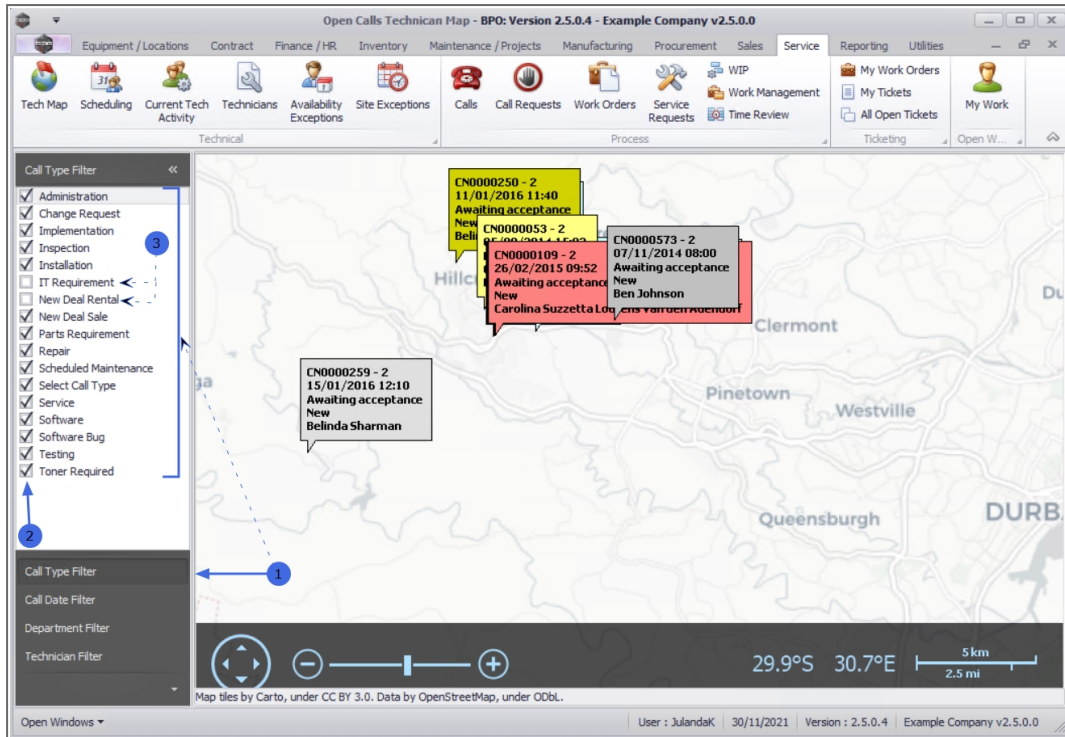 Open Calls Technican Map - BPO: Version 2.5.0.4 - Example Company v2.5.0.0
Equipment / Locations Contract Finance / HR Inventory Maintenance / Projects Manufacturing Procurement Sales Service Reporting Utilities
Tech Map
Scheduling
Current Tech
Activity
Technicians
Availability
Exceptions
Site Exceptions
Technical
Calls
Call Requests
Work Orders
Service
Requests
WIP
Work Management
Time Review
Process
My Work Orders
My Tickets
All Open Tickets
Ticketing
My Work
Open W...
Call Type Filter
Administration
Change Request
Implementation
Inspection
Installation
IT Requirement
New Deal Rental
New Deal Sale
Parts Requirement
Repair
Scheduled Maintenance
Select Call Type
Service
Software
Software Bug
Testing
Toner Required
3
2
1
Call Type Filter
Call Date Filter
Department Filter
Technician Filter
CN0000250 - 2
11/01/2016 11:40
Awaiting acceptance
New
CN0000053 - 2
CN0000109 - 2
26/02/2015 09:52
Awaiting acceptance
New
Carolina Suzzetta
CN0000573 - 2
07/11/2014 08:00
Awaiting acceptance
New
Ben Johnson
CN0000259 - 2
15/01/2016 12:10
Awaiting acceptance
New
Belinda Sharman
Clermont
Pinetown
Westville
Queensburgh
DURB
29.9°S 30.7°E
5 km
2.5 mi
Map tiles by Carto, under CC BY 3.0. Data by OpenStreetMap, under ODbL.
Open Windows
User : JulandaK 30/11/2021 Version : 2.5.0.4 Example Company v2.5.0.0